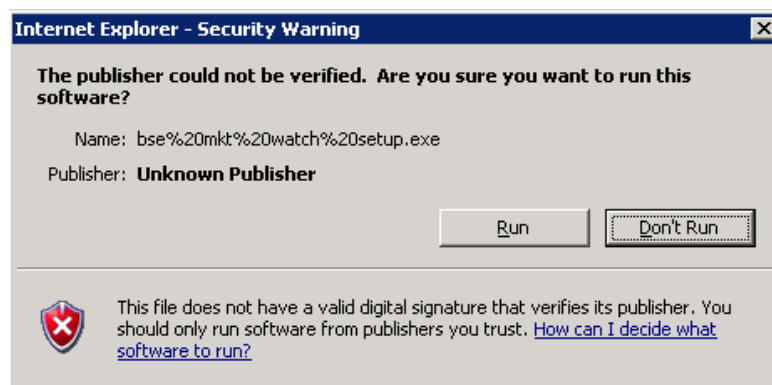 Internet Explorer - Security Warning
The publisher could not be verified.  Are you sure you want to run this
software?
Name: bse%20mkt%20watch%20setup.exe
Publisher: Unknown Publisher
Run
Don't Run
This file does not have a valid digital signature that verifies its publisher. You
should only run software from publishers you trust. How can I decide what
software to run?